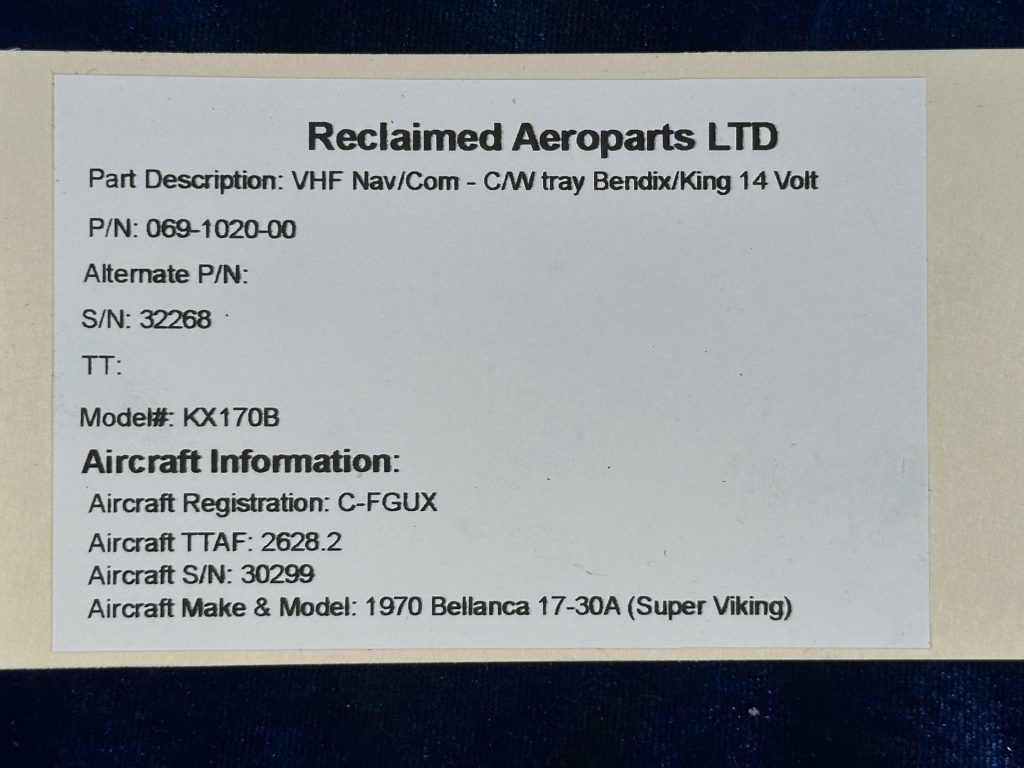 Reclaimed Aeroparts LTD
Part Description: VHF Nav/Com - C/W tray Bendix/King 14 Volt
P/N: 069-1020-00
Alternate P/N:
S/N: 32268
TT:
Model#: KX170B
Aircraft Information:
Aircraft Registration: C-FGUX
Aircraft TTAF: 2628.2
Aircraft S/N: 30299
Aircraft Make & Model: 1970 Bellanca 17-30A (Super Viking)